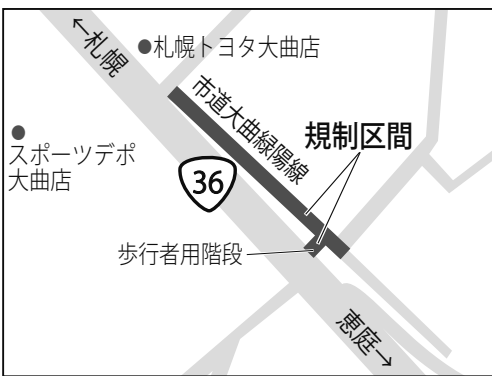 ←札幌
札幌トヨタ大曲店
市道大曲緑陽線
規制区間
スポーツデポ
大曲店
36
歩行者用階段
恵庭→